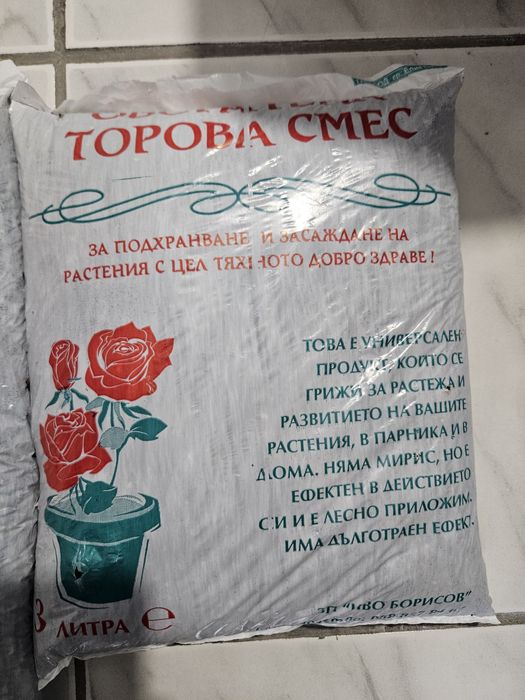 ТОРОВА СМЕС
ЗА ПОДХРАНВАНЕ И ЗАСАЖДАНЕ НА
РАСТЕНИЯ С ЦЕЛ ТЯХНОТО ДОБРО ЗДРАВЕ!
ТОВА Е УНИВЕРСАЛЕН
ПРОДУКТ, КОЙТО СЕ
ГРИЖИ ЗА РАСТЕЖА И
РАЗВИТИЕТО НА ВАШИТЕ
РАСТЕНИЯ, В ПАРНИКА И В
ДОМА. НЯМА МИРИС, НО Е
ЕФЕКТЕН В ДЕЙСТВИЕТО
СИ И Е ЛЕСНО ПРИЛОЖИМ.
ИМА ДЪЛГОТРАЕН ЕФЕКТ.
ЗП "ИВО БОРИСОВ"
3 ЛИТРА е